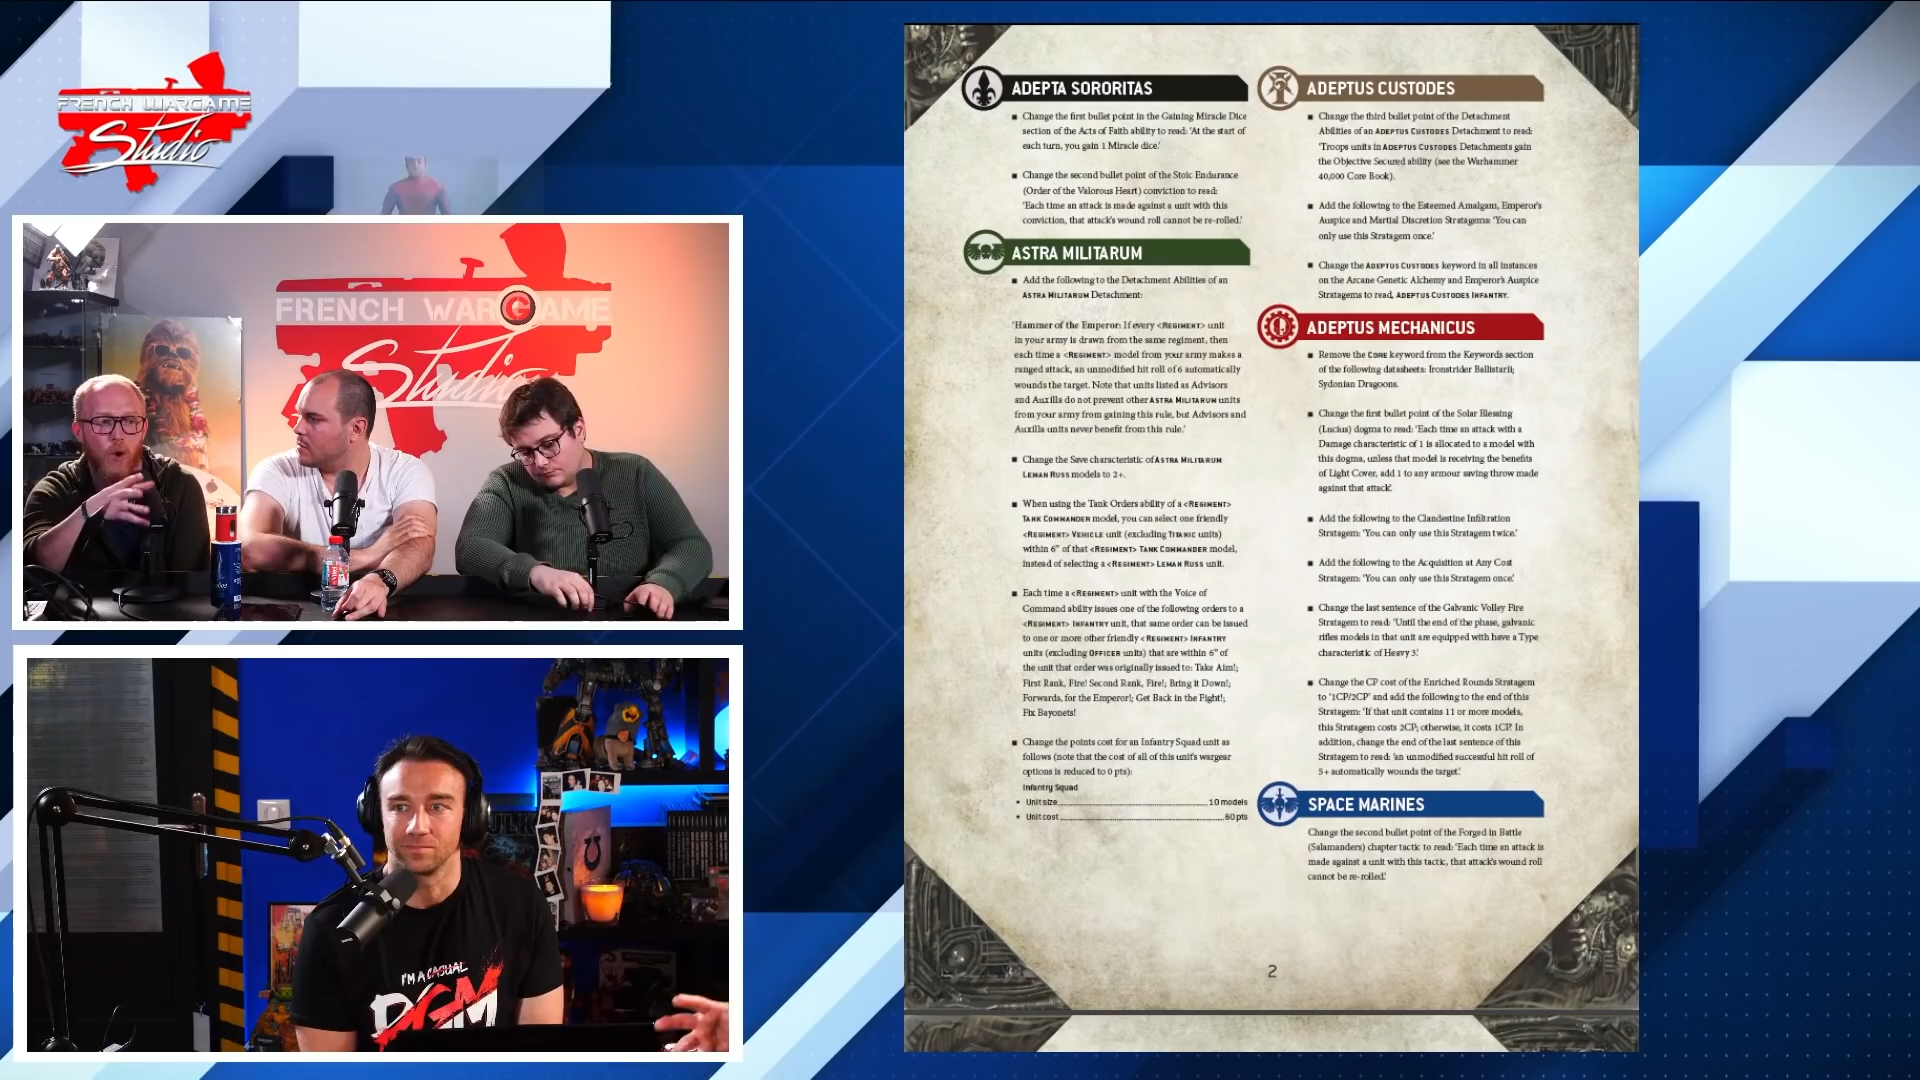 FRENCH WARGAME
Studio
FRENCH WARGAME
Studio
I'M A CASUAL
ADEPTA SORORITAS
▪ Change the first bullet point in the Gaining Miracle Dice
section of the Acts of Faith ability to read: 'At the start of
each turn, you gain 1 Miracle dice.'
▪ Change the second bullet point of the Stoic Endurance
(Order of the Valorous Heart) conviction to read:
'Each time an attack is made against a unit with this
conviction, that attack's wound roll cannot be re-rolled.'
ASTRA MILITARUM
▪ Add the following to the Detachment Abilities of an
ASTRA MILITARUM Detachment:
'Hammer of the Emperor: If every <REGIMENT> unit
in your army is drawn from the same regiment, then
each time a <REGIMENT> model from your army makes a
ranged attack, an unmodified hit roll of 6 automatically
wounds the target. Note that units listed as Advisors
and Auxilla do not prevent other ASTRA MILITARUM units
from your army from gaining this rule, but Advisors and
Auxilla units never benefit from this rule.'
▪ Change the Save characteristic of ASTRA MILITARUM
LEMAN RUSS models to 2+.
▪ When using the Tank Orders ability of a <REGIMENT>
TANK COMMANDER model, you can select one friendly
<REGIMENT> VEHICLE unit (excluding TITANIC units)
within 6" of that <REGIMENT> TANK COMMANDER model,
instead of selecting a <REGIMENT> LEMAN RUSS unit.
▪ Each time a <REGIMENT> unit with the Voice of
Command ability issues one of the following orders to a
<REGIMENT> INFANTRY unit, that same order can be issued
to one or more other friendly <REGIMENT> INFANTRY
units (excluding OFFICER units) that are within 6" of
the unit that order was originally issued to: Take Aim!;
First Rank, Fire! Second Rank, Fire!; Bring it Down!;
Forwards, for the Emperor!; Get Back in the Fight!;
Fix Bayonets!
▪ Change the points cost for an Infantry Squad unit as
follows (note that the cost of all of this unit's wargear
options is reduced to 0 pts):
Infantry Squad
• Unit size 10 models
• Unit cost 60 pts
ADEPTUS CUSTODES
▪ Change the third bullet point of the Detachment
Abilities of an ADEPTUS CUSTODES Detachment to read:
'Troops units in ADEPTUS CUSTODES Detachments gain
the Objective Secured ability (see the Warhammer
40,000 Core Book).
▪ Add the following to the Esteemed Amalgam, Emperor's
Auspice and Martial Discretion Stratagems: 'You can
only use this Stratagem once.'
▪ Change the ADEPTUS CUSTODES keyword in all instances
on the Arcane Genetic Alchemy and Emperor's Auspice
Stratagems to read, ADEPTUS CUSTODES INFANTRY.
ADEPTUS MECHANICUS
▪ Remove the CORE keyword from the Keywords section
of the following datasheets: Ironstrider Ballistarii;
Sydonian Dragoons.
▪ Change the first bullet point of the Solar Blessing
(Lucius) dogma to read: 'Each time an attack with a
Damage characteristic of 1 is allocated to a model with
this dogma, unless that model is receiving the benefits
of Light Cover, add 1 to any armour saving throw made
against that attack'.
▪ Add the following to the Clandestine Infiltration
Stratagem: 'You can only use this Stratagem twice.'
▪ Add the following to the Acquisition at Any Cost
Stratagem: 'You can only use this Stratagem once.'
▪ Change the last sentence of the Galvanic Volley Fire
Stratagem to read: 'Until the end of the phase, galvanic
rifles models in that unit are equipped with have a Type
characteristic of Heavy 3.'
▪ Change the CP cost of the Enriched Rounds Stratagem
to '1CP/2CP' and add the following to the end of this
Stratagem: 'If that unit contains 11 or more models,
this Stratagem costs 2CP; otherwise, it costs 1CP.' In
addition, change the end of the last sentence of this
Stratagem to read: 'an unmodified successful hit roll of
5+ automatically wounds the target.'
SPACE MARINES
Change the second bullet point of the Forged in Battle
(Salamanders) chapter tactic to read: 'Each time an attack is
made against a unit with this tactic, that attack's wound roll
cannot be re-rolled.'
2